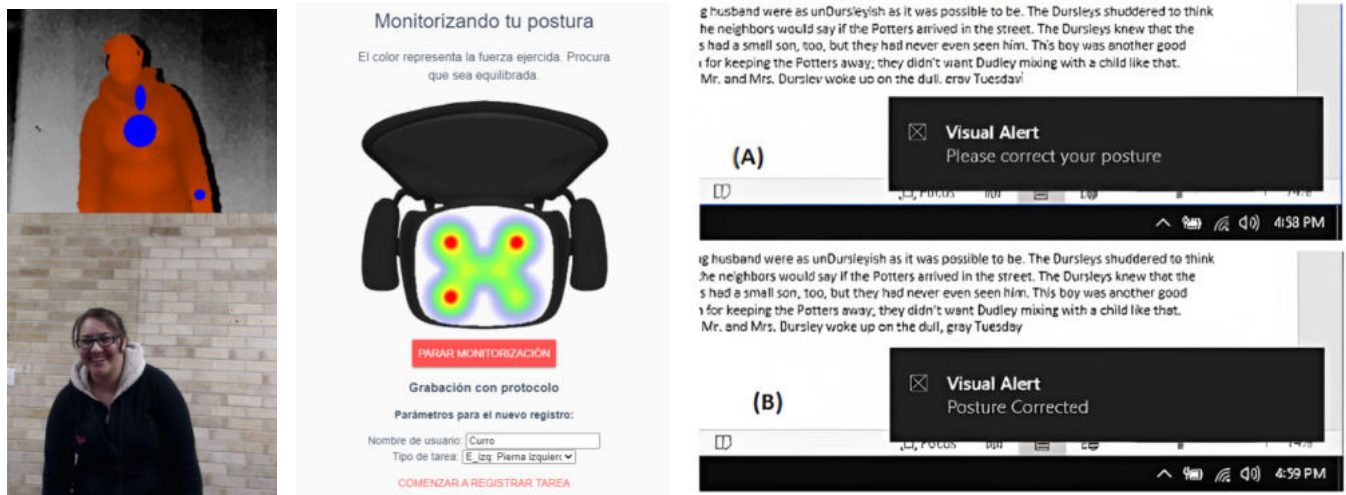 Monitorizando tu postura
El color representa la fuerza ejercida. Procura
que sea equilibrada.
PARAR MONITORIZACIÓN
Grabación con protocolo
Parámetros para el nuevo registro:
Nombre de usuario: Curro
Tipo de tarea: E_izq: Pierna izquierc
COMENZAR A REGISTRAR TAREA
g husband were as unDursleyish as it was possible to be. The Dursleys shuddered to think
he neighbors would say if the Potters arrived in the street. The Dursleys knew that the
s had a small son, too, but they had never even seen him. This boy was another good
for keeping the Potters away; they didn't want Dudley mixing with a child like that.
Mr. and Mrs. Dursley woke up on the dull, gray Tuesday
Visual Alert
Please correct your posture
(A)
Focus
4:58 PM
g husband were as unDursleyish as it was possible to be. The Dursleys shuddered to think
he neighbors would say if the Potters arrived in the street. The Dursleys knew that the
s had a small son, too, but they had never even seen him. This boy was another good
for keeping the Potters away; they didn't want Dudley mixing with a child like that.
Mr. and Mrs. Dursley woke up on the dull, gray Tuesday
Visual Alert
Posture Corrected
(B)
Focus
4:59 PM